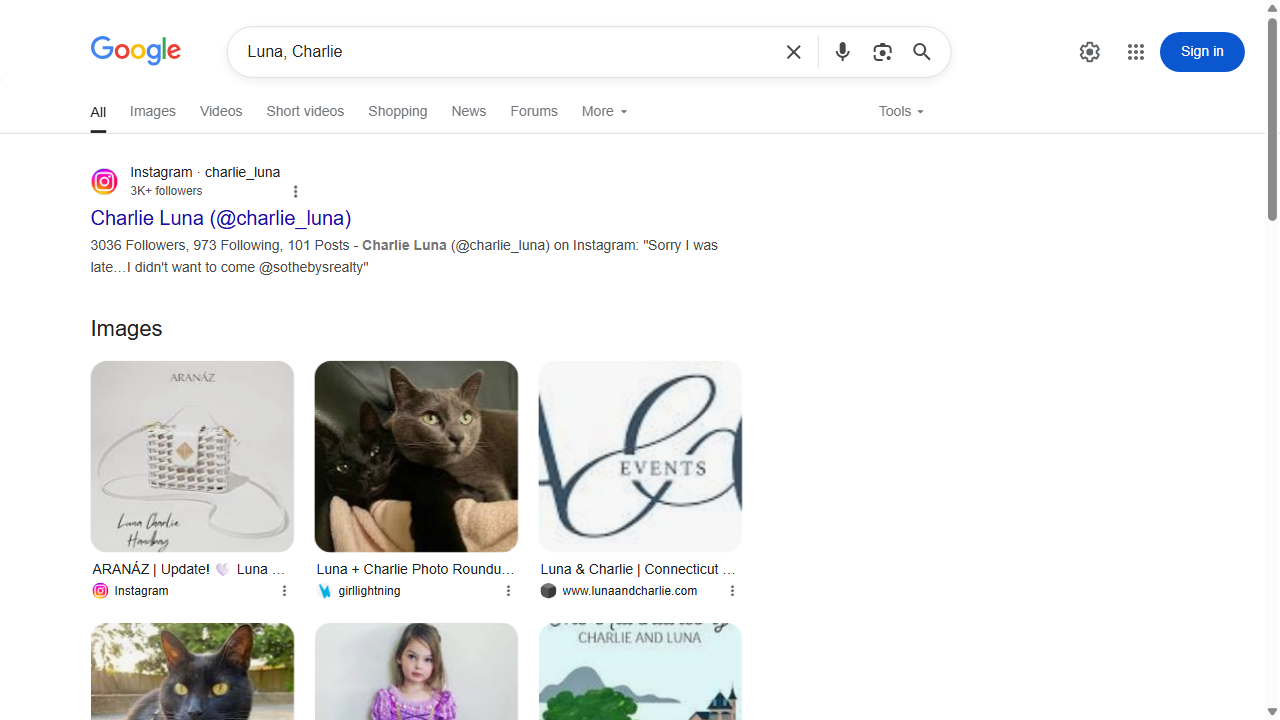 Google
Luna, Charlie
Sign in
All
Images
Videos
Short videos
Shopping
News
Forums
More
Tools
Instagram · charlie_luna
3K+ followers
Charlie Luna (@charlie_luna)
3036 Followers, 973 Following, 101 Posts - Charlie Luna (@charlie_luna) on Instagram: "Sorry I was
late…I didn't want to come @sothebysrealty"
Images
ARANÁZ
Luna Charlie
Handbag
EVENTS
ARANÁZ | Update! 🤍 Luna ...
Instagram
Luna + Charlie Photo Roundu...
girllightning
Luna & Charlie | Connecticut ...
www.lunaandcharlie.com
CHARLIE AND LUNA